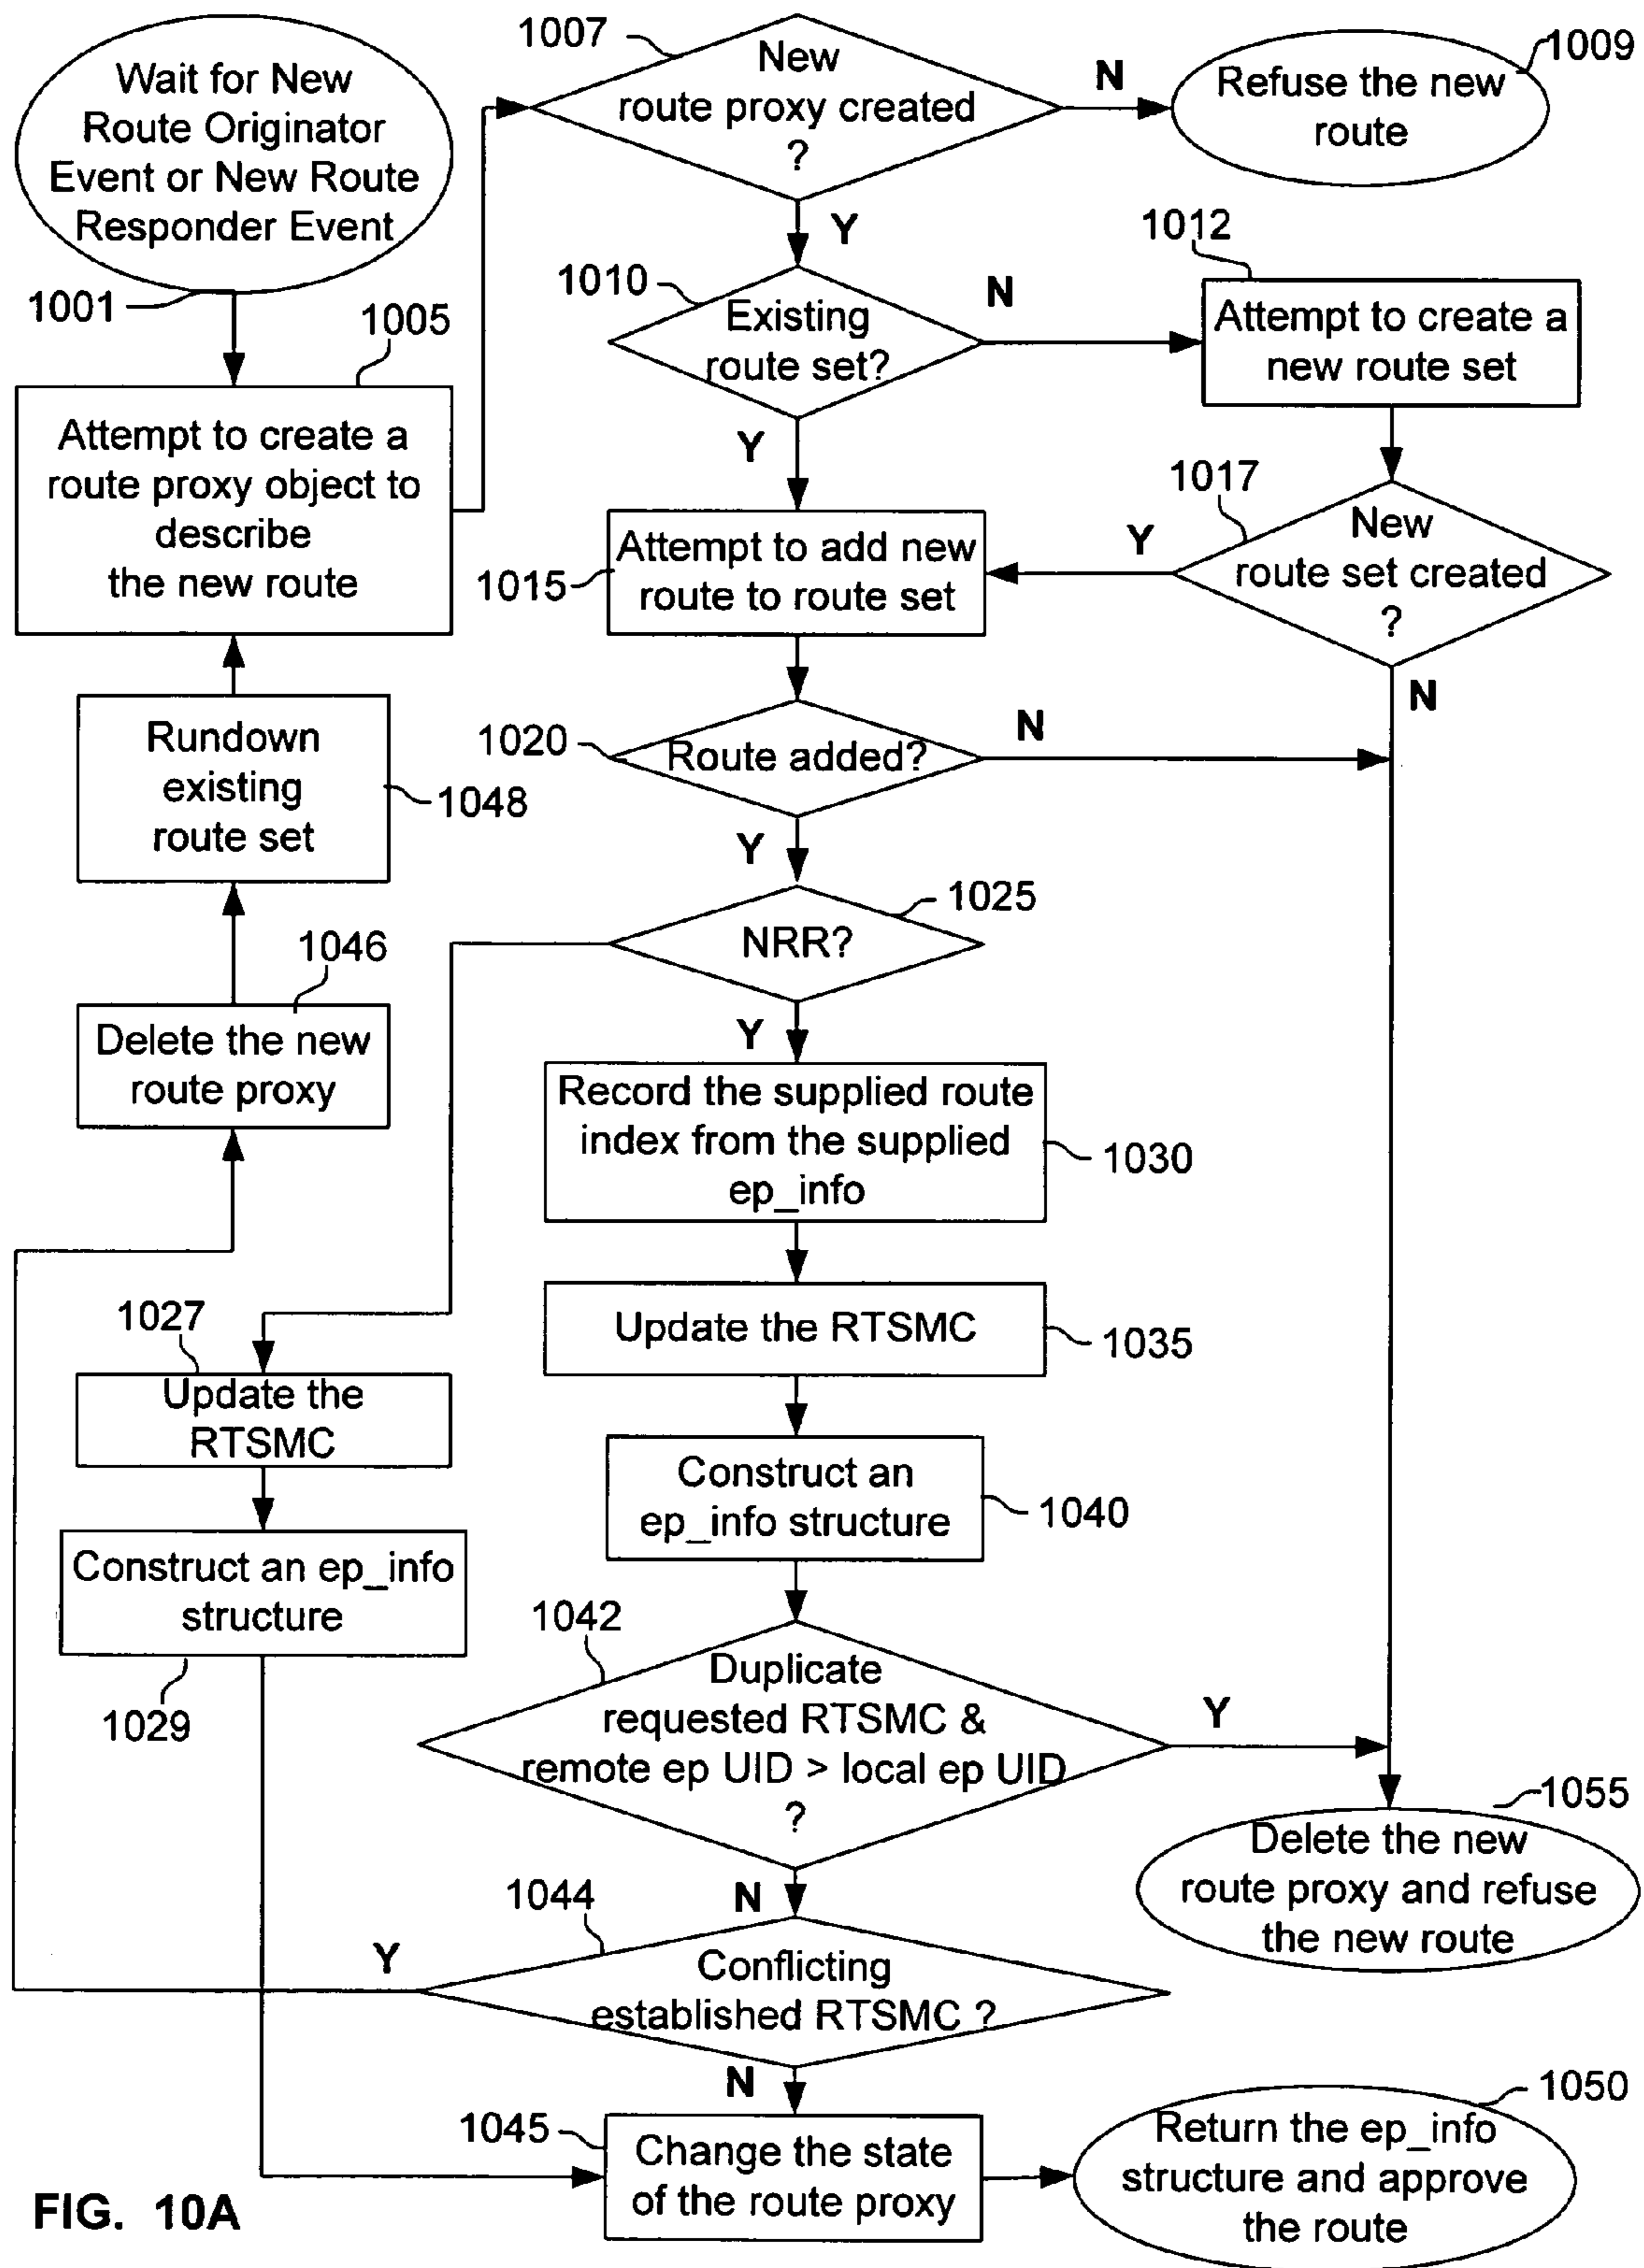 Wait for New
Route Originator
Event or New Route
Responder Event
1001
1005
Attempt to create a
route proxy object to
describe
the new route
1007
New
route proxy created
?
N
1009
Refuse the new
route
Y
1010
Existing
route set?
N
1012
Attempt to create a
new route set
Y
1017
New
route set created
?
Y
N
1015
Attempt to add new
route to route set
1020
Route added?
N
Y
Rundown
existing
route set
1048
1025
NRR?
Y
1046
Delete the new
route proxy
Record the supplied route
index from the supplied
ep_info
1030
Update the RTSMC
1035
1027
Update the
RTSMC
Construct an
ep_info structure
1040
Construct an ep_info
structure
1029
1042
Duplicate
requested RTSMC &
remote ep UID > local ep UID
?
Y
N
1055
Delete the new
route proxy and refuse
the new route
1044
Conflicting
established RTSMC ?
Y
N
1045
Change the state
of the route proxy
1050
Return the ep_info
structure and approve
the route
FIG. 10A